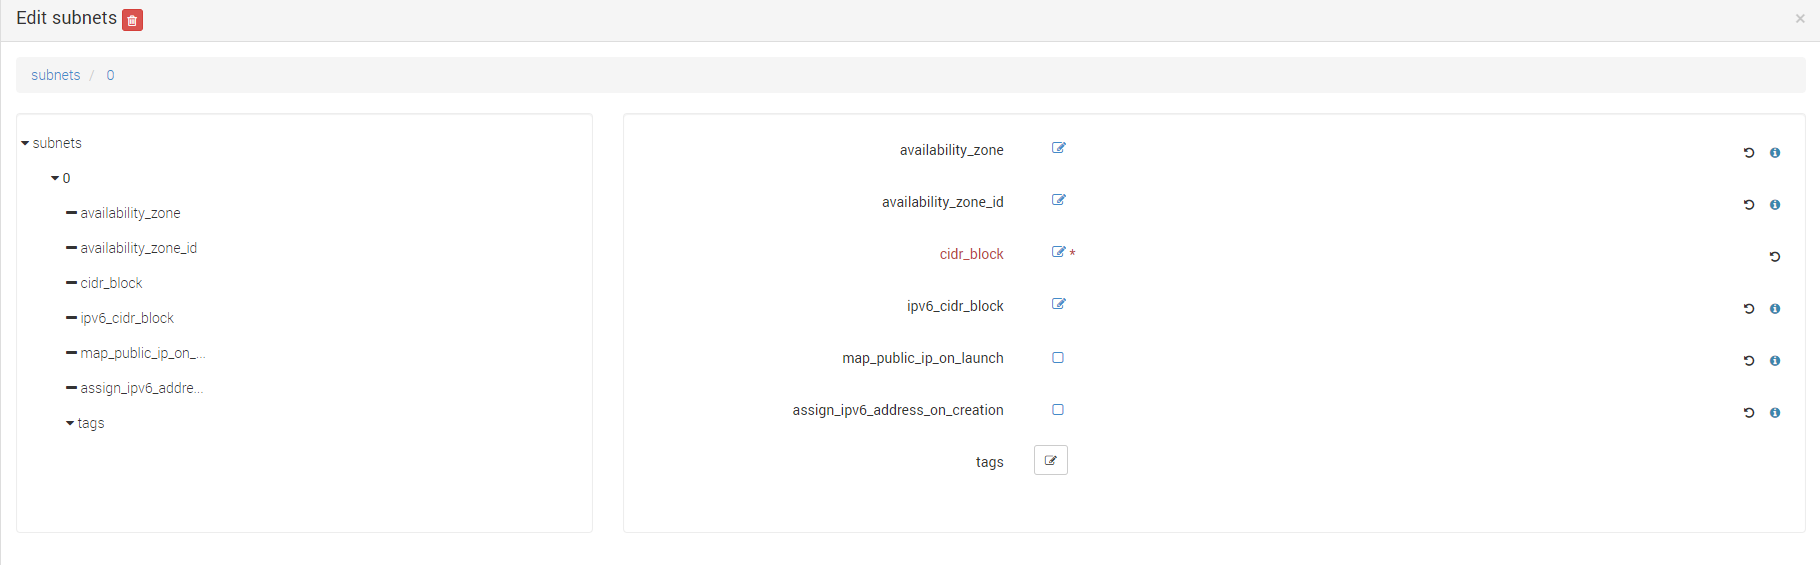 Edit subnets
×
subnets / 0
subnets
0
availability_zone
availability_zone_id
cidr_block
ipv6_cidr_block
map_public_ip_on_...
assign_ipv6_addre...
tags
availability_zone
availability_zone_id
cidr_block *
ipv6_cidr_block
map_public_ip_on_launch
assign_ipv6_address_on_creation
tags